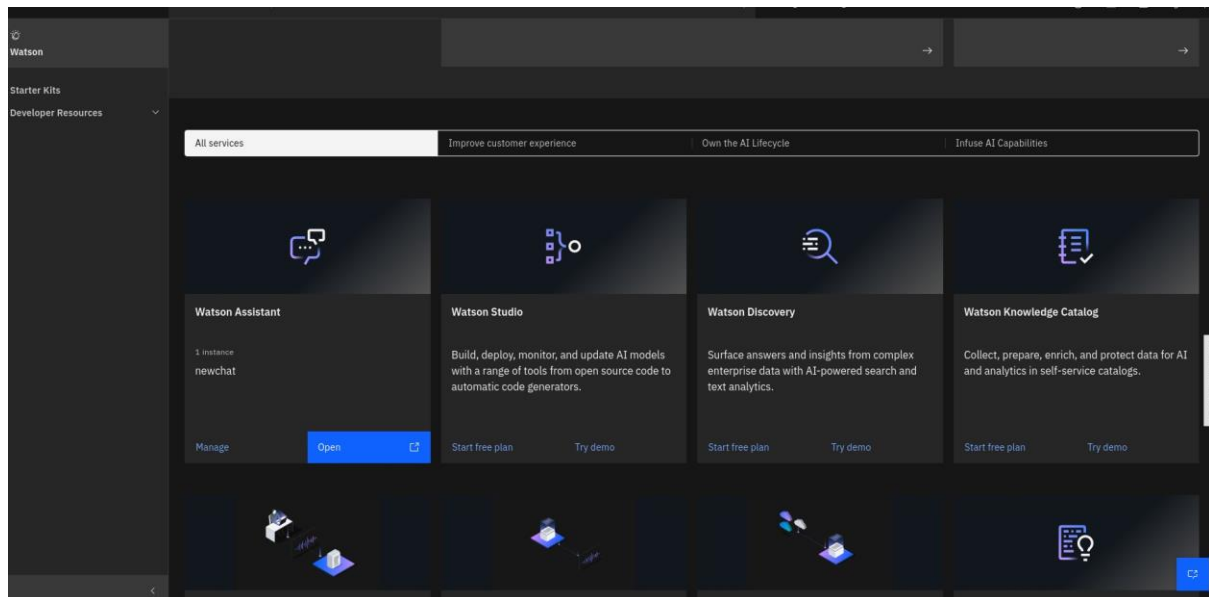 Watson
Starter Kits
Developer Resources
All services
Improve customer experience
Own the AI Lifecycle
Infuse AI Capabilities
Watson Assistant
1 instance
newchat
Manage
Open
Watson Studio
Build, deploy, monitor, and update AI models
with a range of tools from open source code to
automatic code generators.
Start free plan
Try demo
Watson Discovery
Surface answers and insights from complex
enterprise data with AI-powered search and
text analytics.
Start free plan
Try demo
Watson Knowledge Catalog
Collect, prepare, enrich, and protect data for AI
and analytics in self-service catalogs.
Start free plan
Try demo